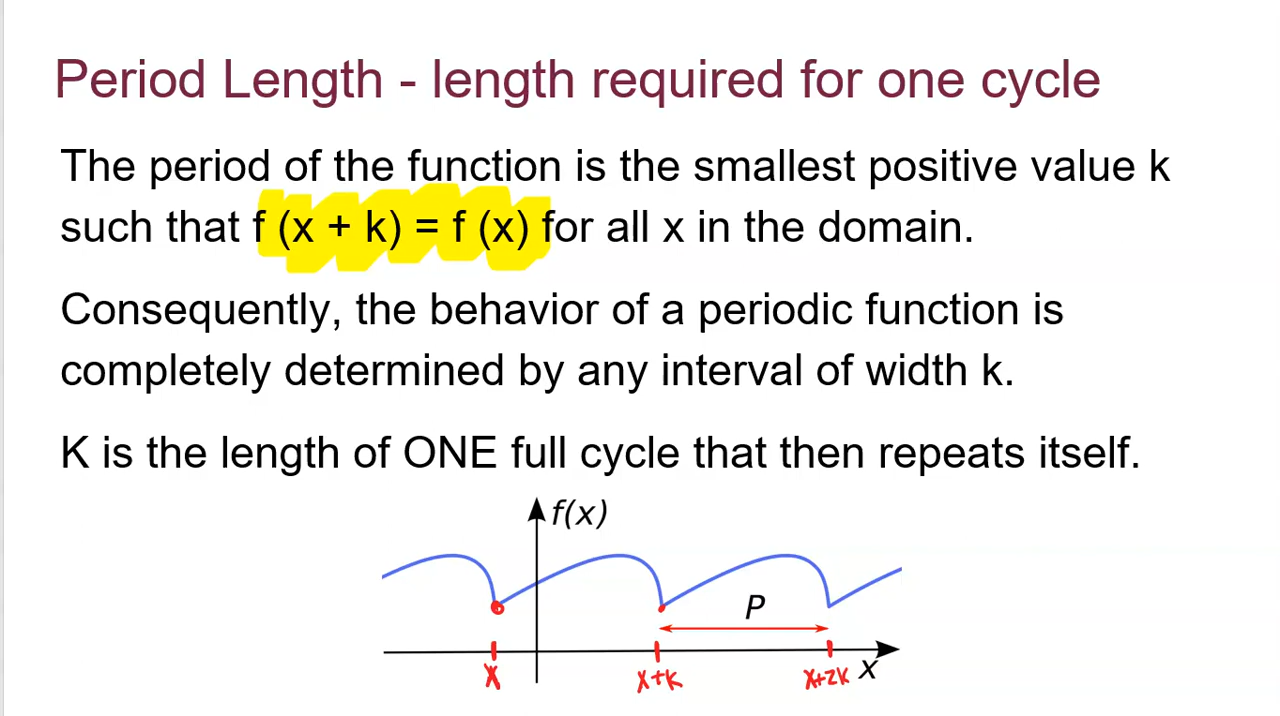 Period Length - length required for one cycle
The period of the function is the smallest positive value k
such that f (x + k) = f (x) for all x in the domain.
Consequently, the behavior of a periodic function is
completely determined by any interval of width k.
K is the length of ONE full cycle that then repeats itself.
f(x)
P
x
x+k
x+2k
x